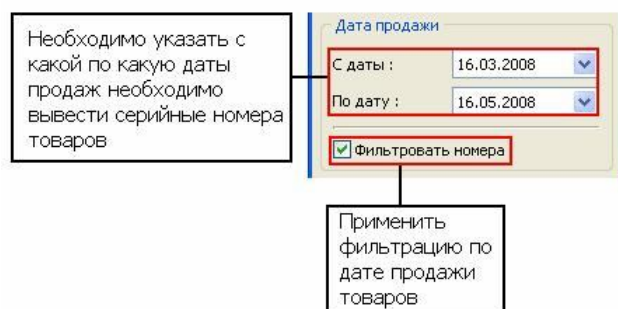 Необходимо указать с
какой по какую даты
продаж необходимо
вывести серийные номера
товаров
Дата продажи
С даты :
16.03.2008
По дату :
16.05.2008
Фильтровать номера
Применить
фильтрацию по
дате продажи
товаров